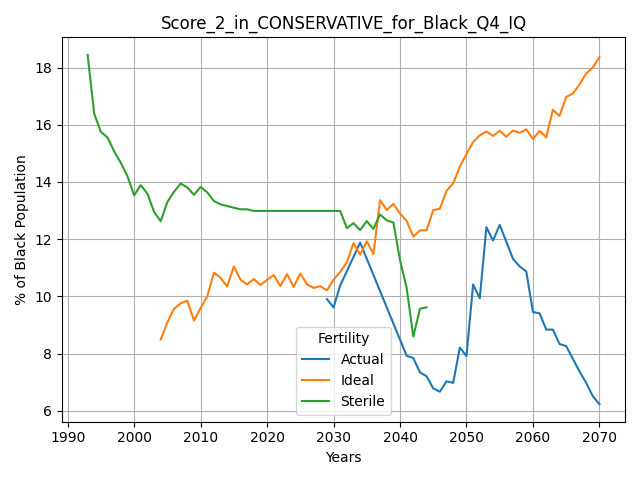 Score_2_in_CONSERVATIVE_for_Black_Q4_IQ
% of Black Population
18
16
14
12
10
8
6
Fertility
Actual
Ideal
Sterile
1990 2000 2010 2020 2030 2040 2050 2060 2070
Years